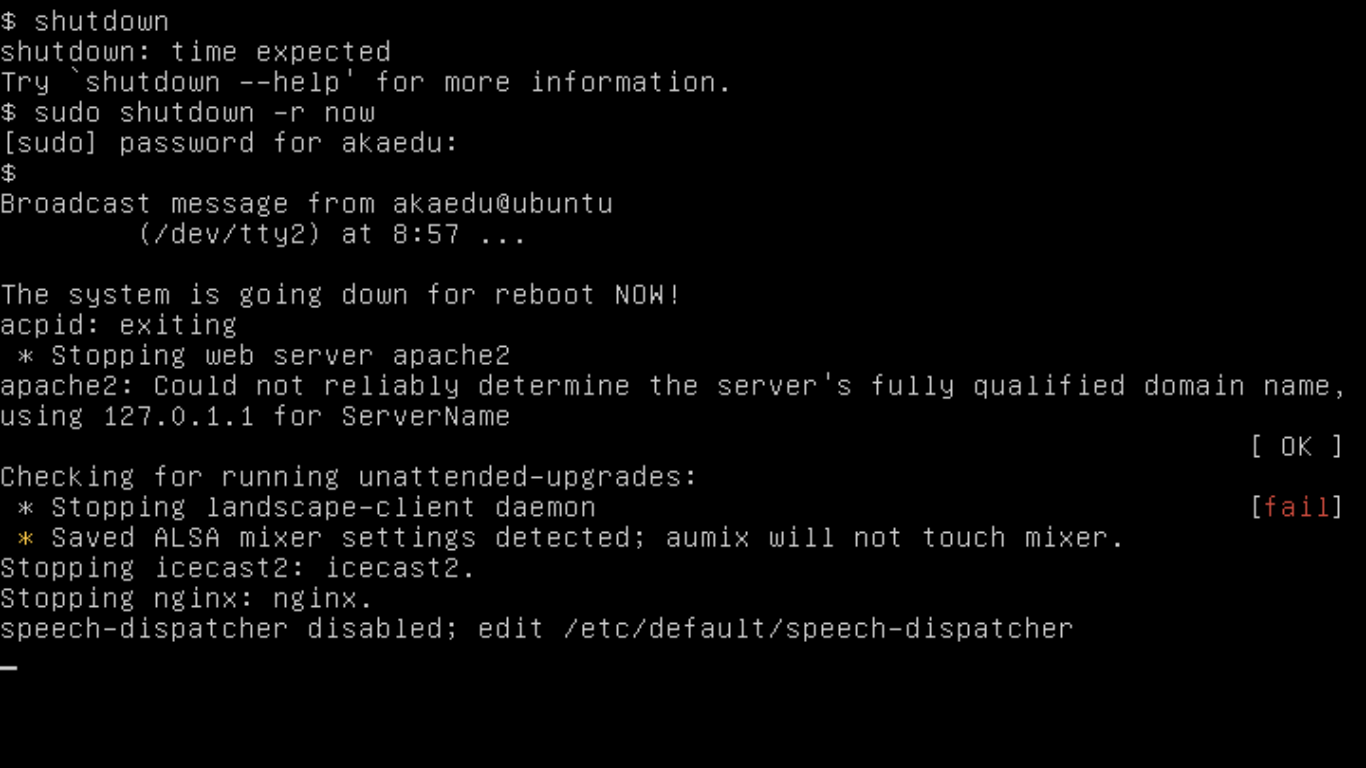 $ shutdown
shutdown: time expected
Try `shutdown --help' for more information.
$ sudo shutdown -r now
[sudo] password for akaedu:
$
Broadcast message from akaedu@ubuntu
(/dev/tty2) at 8:57 ...
The system is going down for reboot NOW!
acpid: exiting
* Stopping web server apache2
apache2: Could not reliably determine the server's fully qualified domain name,
using 127.0.1.1 for ServerName
[ OK ]
Checking for running unattended-upgrades:
* Stopping landscape-client daemon [fail]
* Saved ALSA mixer settings detected; aumix will not touch mixer.
Stopping icecast2: icecast2.
Stopping nginx: nginx.
speech-dispatcher disabled; edit /etc/default/speech-dispatcher